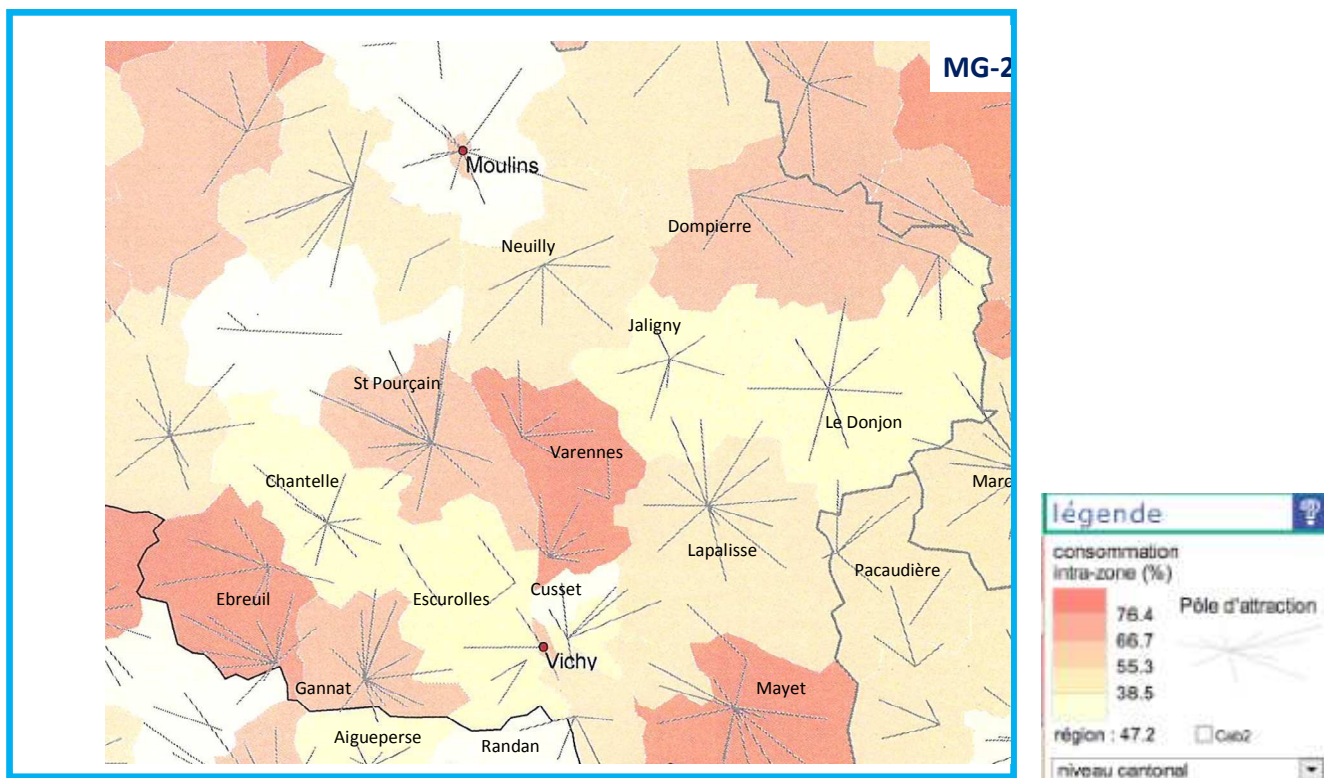 MG-2
Moulins
Dompierre
Neuilly
Jaligny
St Pourçain
Le Donjon
Varennes
Chantelle
Marc
Lapalisse
Pacaudière
Cusset
Ebreuil
Escurolles
Vichy
Gannat
Mayet
Aigueperse
Randan
légende
consommation
intra-zone (%)
Pôle d'attraction
76.4
66.7
55.3
38.5
région : 47.2
niveau cantonal